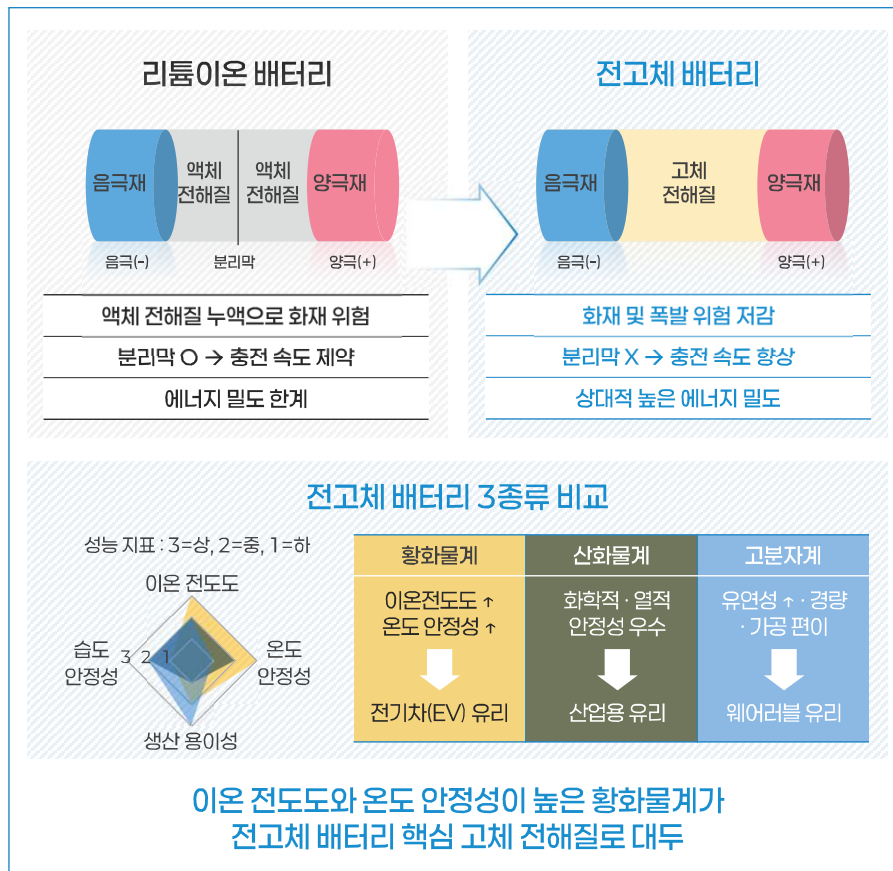 리튬이온 배터리
음극재
액체
전해질
액체
전해질
양극재
음극(-)
분리막
양극(+)
액체 전해질 누액으로 화재 위험
분리막 O → 충전 속도 제약
에너지 밀도 한계
전고체 배터리
음극재
고체
전해질
양극재
음극(-)
양극(+)
화재 및 폭발 위험 저감
분리막 X → 충전 속도 향상
상대적 높은 에너지 밀도
전고체 배터리 3종류 비교
성능 지표 : 3=상, 2=중, 1=하
이온 전도도
습도
안정성
3 2 1
온도
안정성
생산 용이성
황화물계
이온전도도 ↑
온도 안정성 ↑
전기차(EV) 유리
산화물계
화학적 · 열적
안정성 우수
산업용 유리
고분자계
유연성 ↑ · 경량
· 가공 편이
웨어러블 유리
이온 전도도와 온도 안정성이 높은 황화물계가
전고체 배터리 핵심 고체 전해질로 대두